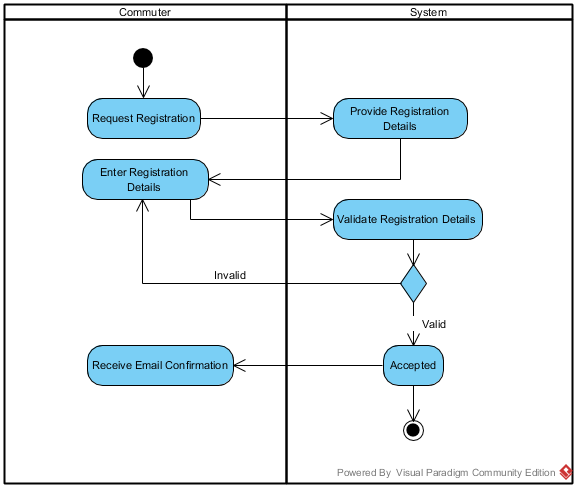 Commuter
System
Request Registration
Provide Registration
Details
Enter Registration
Details
Validate Registration Details
Invalid
Valid
Receive Email Confirmation
Accepted
Powered By Visual Paradigm Community Edition